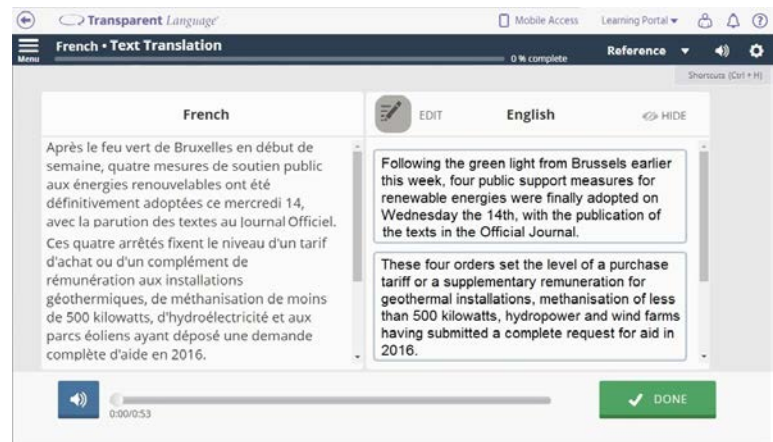 Transparent Language
Mobile Access
Learning Portal
Menu
French • Text Translation
0 % complete
Reference
Shortcuts (Ctrl + H)
French
EDIT
English
HIDE
Après le feu vert de Bruxelles en début de
semaine, quatre mesures de soutien public
aux énergies renouvelables ont été
définitivement adoptées ce mercredi 14,
avec la parution des textes au Journal Officiel.
Ces quatre arrêtés fixent le niveau d'un tarif
d'achat ou d'un complément de
rémunération aux installations
géothermiques, de méthanisation de moins
de 500 kilowatts, d'hydroélectricité et aux
parcs éoliens ayant déposé une demande
complète d'aide en 2016.
Following the green light from Brussels earlier
this week, four public support measures for
renewable energies were finally adopted on
Wednesday the 14th, with the publication of
the texts in the Official Journal.
These four orders set the level of a purchase
tariff or a supplementary remuneration for
geothermal installations, methanisation of less
than 500 kilowatts, hydropower and wind farms
having submitted a complete request for aid in
2016.
0:00/0:53
DONE